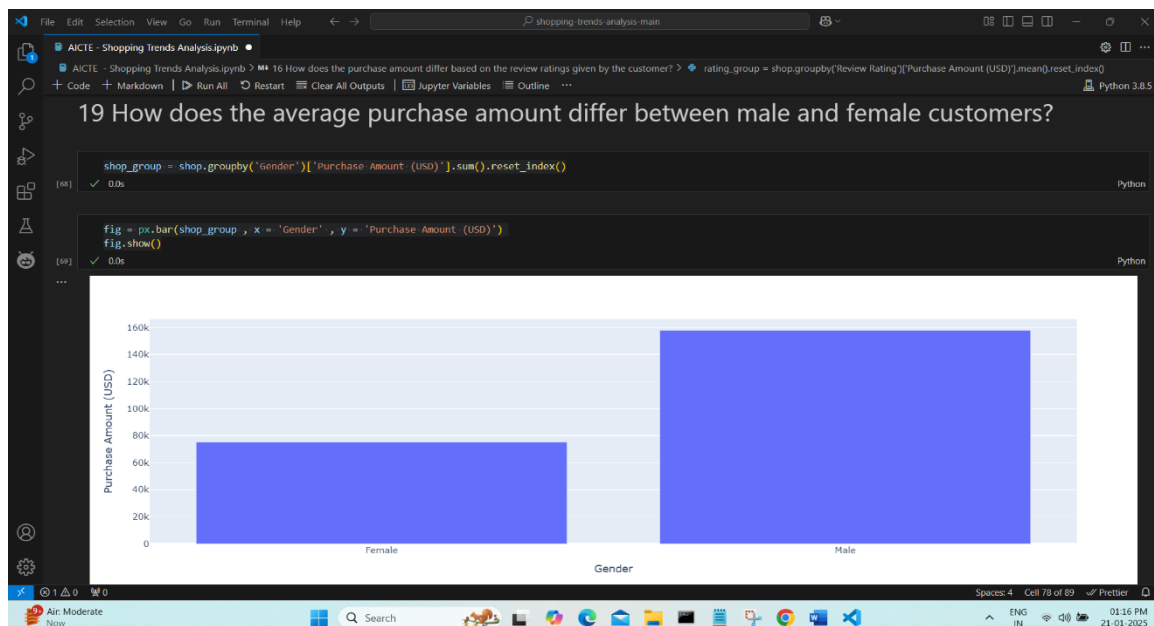 File Edit Selection View Go Run Terminal Help
shopping-trends-analysis-main
AICTE - Shopping Trends Analysis.ipynb
AICTE - Shopping Trends Analysis.ipynb > M↓ 16 How does the purchase amount differ based on the review ratings given by the customer? > rating_group = shop.groupby('Review Rating')['Purchase Amount (USD)'].mean().reset_index()
+ Code + Markdown | Run All Restart Clear All Outputs | Jupyter Variables Outline ...
Python 3.8.5
19 How does the average purchase amount differ between male and female customers?
shop_group = shop.groupby('Gender')['Purchase Amount (USD)'].sum().reset_index()
[68] ✓ 0.0s Python
fig = px.bar(shop_group , x = 'Gender' , y = 'Purchase Amount (USD)')
fig.show()
[69] ✓ 0.0s Python
...
160k
140k
120k
100k
80k
60k
40k
20k
0
Purchase Amount (USD)
Female Male
Gender
1 0 0
Spaces: 4 Cell 78 of 89 Prettier
Air: Moderate
Now
Search
ENG
IN
01:16 PM
21-01-2025